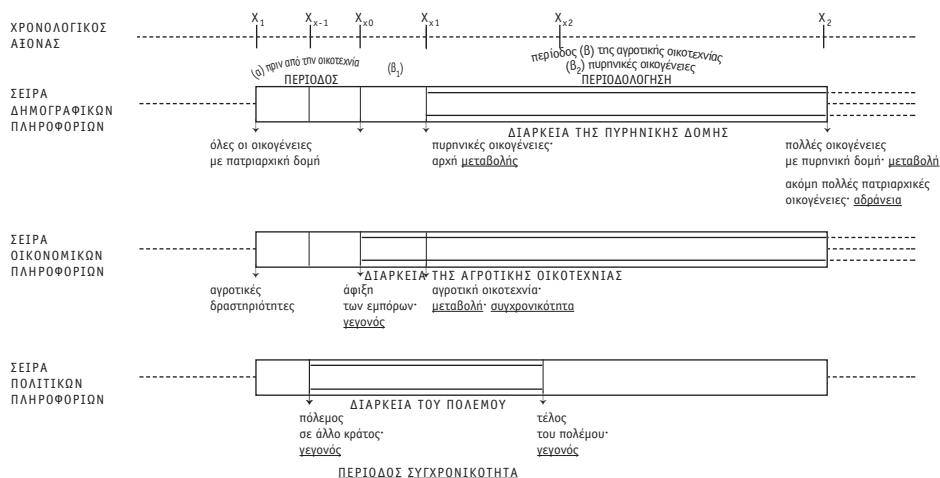 ΧΡΟΝΟΛΟΓΙΚΟΣ
ΑΞΟΝΑΣ
X1 Xx-1 Xx0 Xx1 Xx2 X2
(α) πριν από την οικοτεχνία
ΠΕΡΙΟΔΟΣ
(β1)
περίοδος (β) της αγροτικής οικοτεχνίας
(β2) πυρηνικές οικογένειες
ΠΕΡΙΟΔΟΛΟΓΗΣΗ
ΣΕΙΡΑ
ΔΗΜΟΓΡΑΦΙΚΩΝ
ΠΛΗΡΟΦΟΡΙΩΝ
ΔΙΑΡΚΕΙΑ ΤΗΣ ΠΥΡΗΝΙΚΗΣ ΔΟΜΗΣ
όλες οι οικογένειες
με πατριαρχική δομή
πυρηνικές οικογένειες·
αρχή μεταβολής
πολλές οικογένειες
με πυρηνική δομή· μεταβολή
ακόμη πολλές πατριαρχικές
οικογένειες· αδράνεια
ΣΕΙΡΑ
ΟΙΚΟΝΟΜΙΚΩΝ
ΠΛΗΡΟΦΟΡΙΩΝ
ΔΙΑΡΚΕΙΑ ΤΗΣ ΑΓΡΟΤΙΚΗΣ ΟΙΚΟΤΕΧΝΙΑΣ
αγροτικές
δραστηριότητες
άφιξη
των εμπόρων·
γεγονός
αγροτική οικοτεχνία·
μεταβολή· συγχρονικότητα
ΣΕΙΡΑ
ΠΟΛΙΤΙΚΩΝ
ΠΛΗΡΟΦΟΡΙΩΝ
ΔΙΑΡΚΕΙΑ ΤΟΥ ΠΟΛΕΜΟΥ
πόλεμος
σε άλλο κράτος·
γεγονός
τέλος
του πολέμου·
γεγονός
ΠΕΡΙΟΔΟΣ ΣΥΓΧΡΟΝΙΚΟΤΗΤΑ